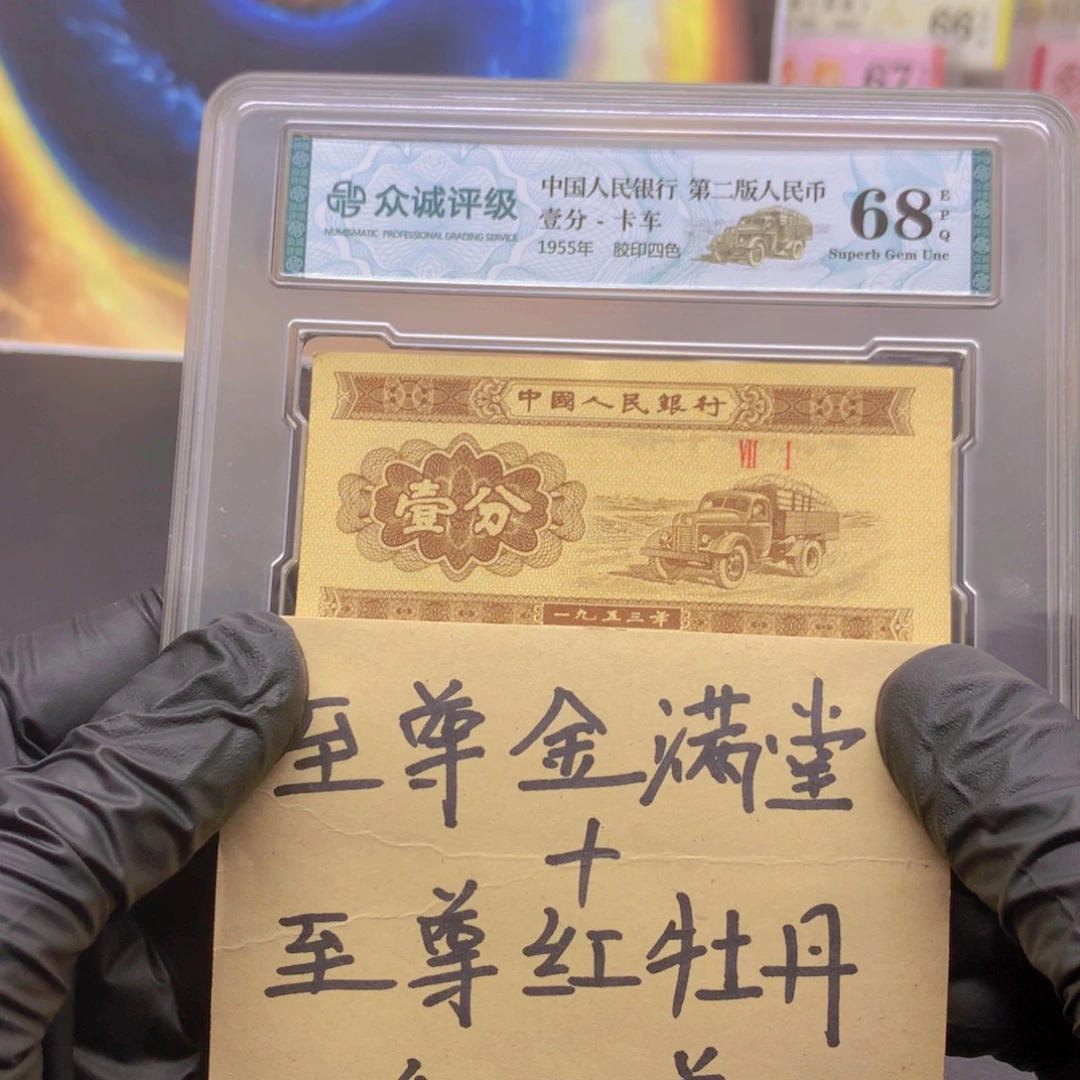 66
67
众诚评级
NUMISMATIC PROFESSIONAL GRADING SERVICE
中国人民银行 第二版人民币
壹分 - 卡车
1955年 胶印四色
68
EPQ
Superb Gem Unc
中國人民銀行
VII I
壹分
一九五三年
至尊金满堂
+
至尊红牡丹